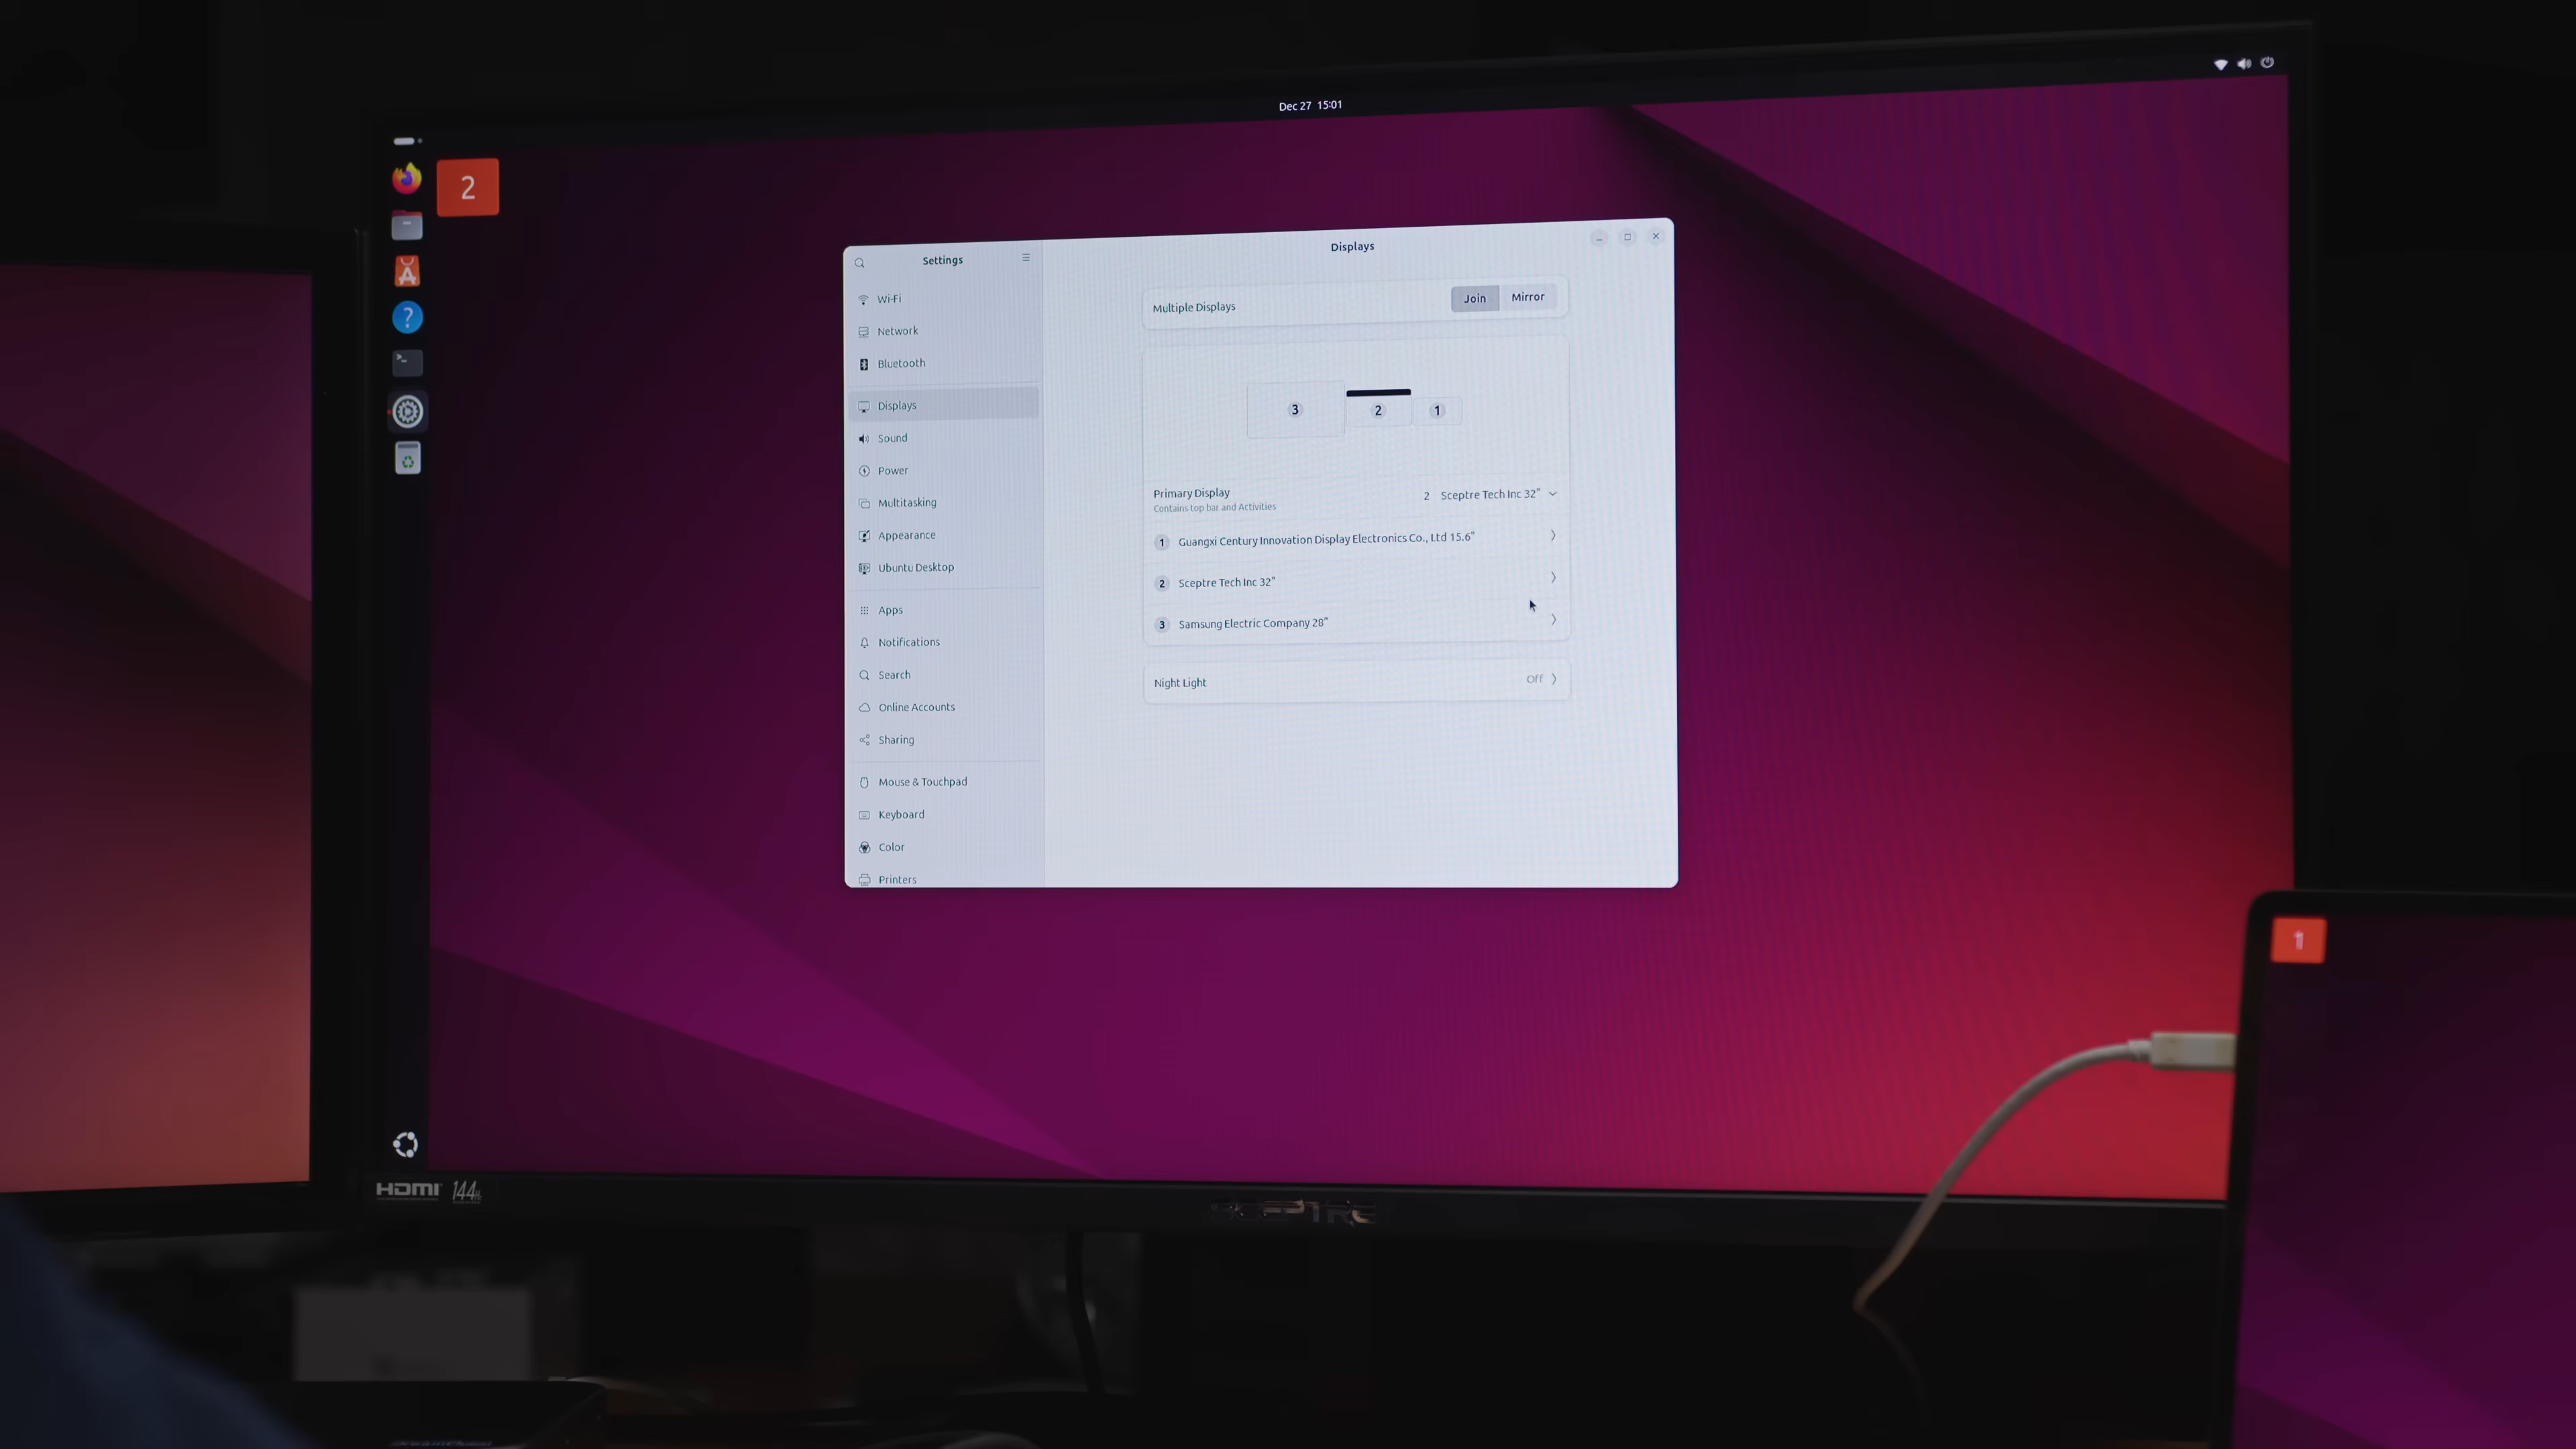 Dec 27 15:01
2
Settings
Displays
Wi-Fi
Network
Bluetooth
Displays
Sound
Power
Multitasking
Appearance
Ubuntu Desktop
Apps
Notifications
Search
Online Accounts
Sharing
Mouse & Touchpad
Keyboard
Color
Printers
Multiple Displays Join Mirror
3 2 1
Primary Display 2 Sceptre Tech Inc 32"
Contains top bar and Activities
1 Guangxi Century Innovation Display Electronics Co., Ltd 15.6"
2 Sceptre Tech Inc 32"
3 Samsung Electric Company 28"
Night Light Off
1
HDMI 144Hz
SCEPTRE